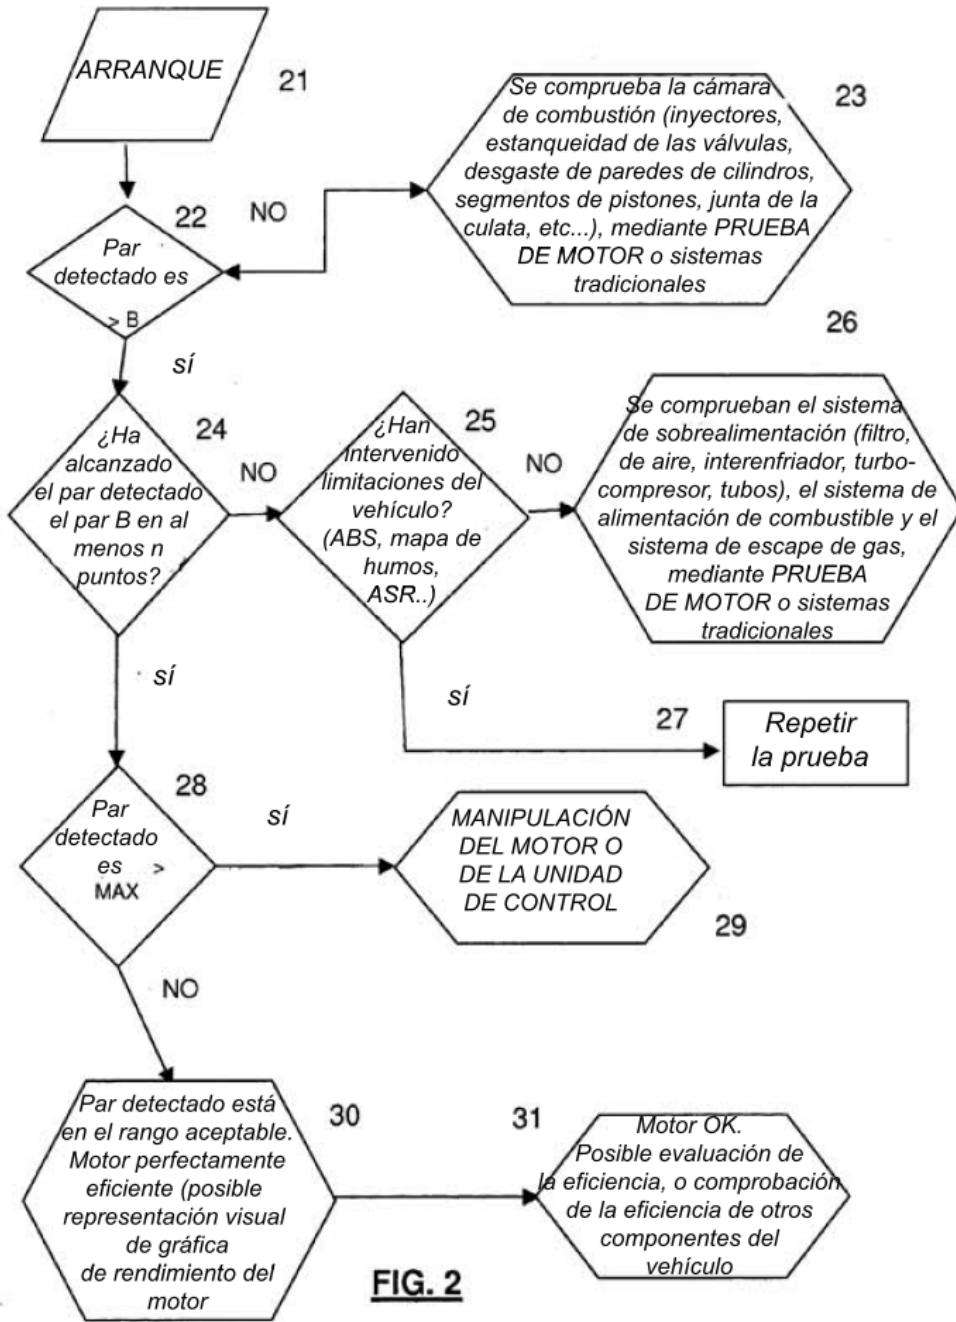 ARRANQUE
21
Se comprueba la cámara
de combustión (inyectores,
estanqueidad de las válvulas,
desgaste de paredes de cilindros,
segmentos de pistones, junta de la
culata, etc...), mediante PRUEBA
DE MOTOR o sistemas
tradicionales
23
22
NO
Par
detectado es
> B
sí
26
¿Ha
alcanzado
el par detectado
el par B en al
menos n
puntos?
24
NO
¿Han
intervenido
limitaciones del
vehículo?
(ABS, mapa de
humos,
ASR..)
25
NO
Se comprueban el sistema
de sobrealimentación (filtro,
de aire, interenfriador, turbo-
compresor, tubos), el sistema de
alimentación de combustible y el
sistema de escape de gas,
mediante PRUEBA
DE MOTOR o sistemas
tradicionales
sí
sí
27
Repetir
la prueba
28
Par
detectado
es >
MAX
sí
MANIPULACIÓN
DEL MOTOR O
DE LA UNIDAD
DE CONTROL
29
NO
Par detectado está
en el rango aceptable.
Motor perfectamente
eficiente (posible
representación visual
de gráfica
de rendimiento del
motor
30
31
Motor OK.
Posible evaluación de
la eficiencia, o comprobación
de la eficiencia de otros
componentes del
vehículo
FIG. 2